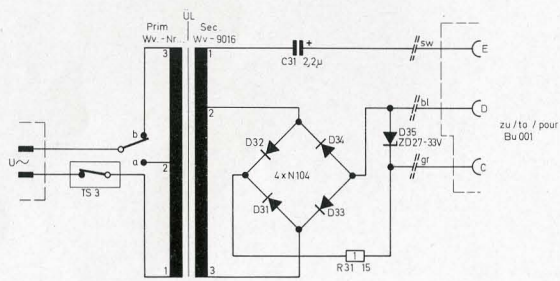 ÜL
Prim Sec
Wv.-Nr... Wv-9016
3 1
+
C31 2,2µ
sw
E
b
2
D32 D34
bl
D
D35
ZD27-33V
zu / to / pour
Bu 001
U~
a
2
4 x N 104
gr
C
TS 3
D31 D33
1
R31 15
1 3